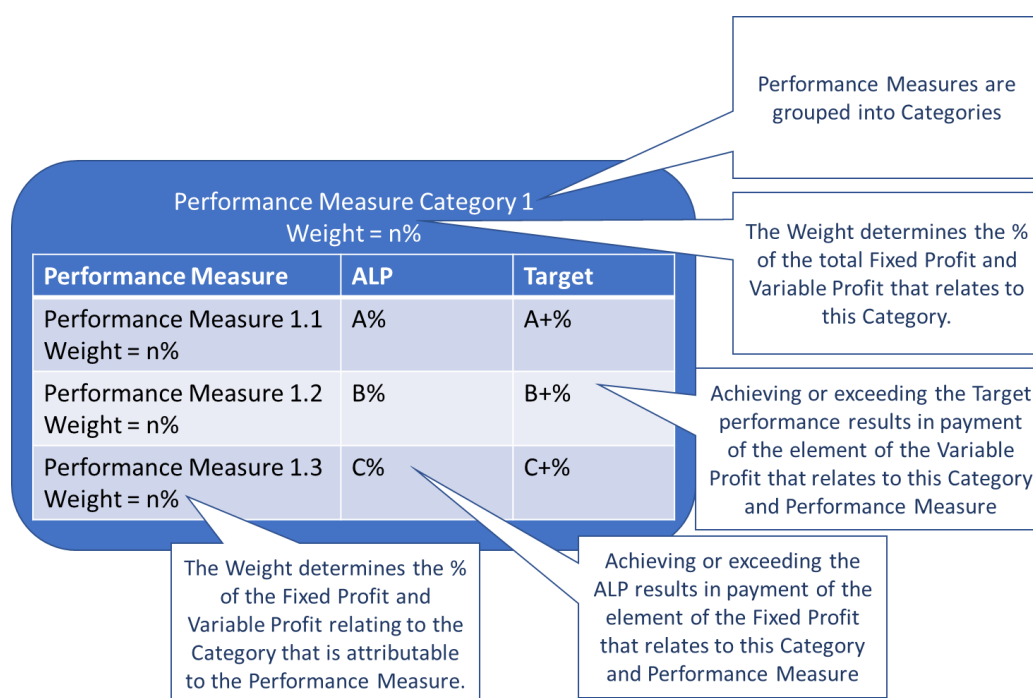 Performance Measures are
grouped into Categories
Performance Measure Category 1
Weight = n%
The Weight determines the %
of the total Fixed Profit and
Variable Profit that relates to
this Category.
Performance Measure ALP Target
Performance Measure 1.1 A% A+%
Weight = n%
Performance Measure 1.2 B% B+%
Weight = n%
Performance Measure 1.3 C% C+%
Weight = n%
Achieving or exceeding the Target
performance results in payment
of the element of the Variable
Profit that relates to this Category
and Performance Measure
The Weight determines the %
of the Fixed Profit and
Variable Profit relating to the
Category that is attributable
to the Performance Measure.
Achieving or exceeding the
ALP results in payment of the
element of the Fixed Profit
that relates to this Category
and Performance Measure